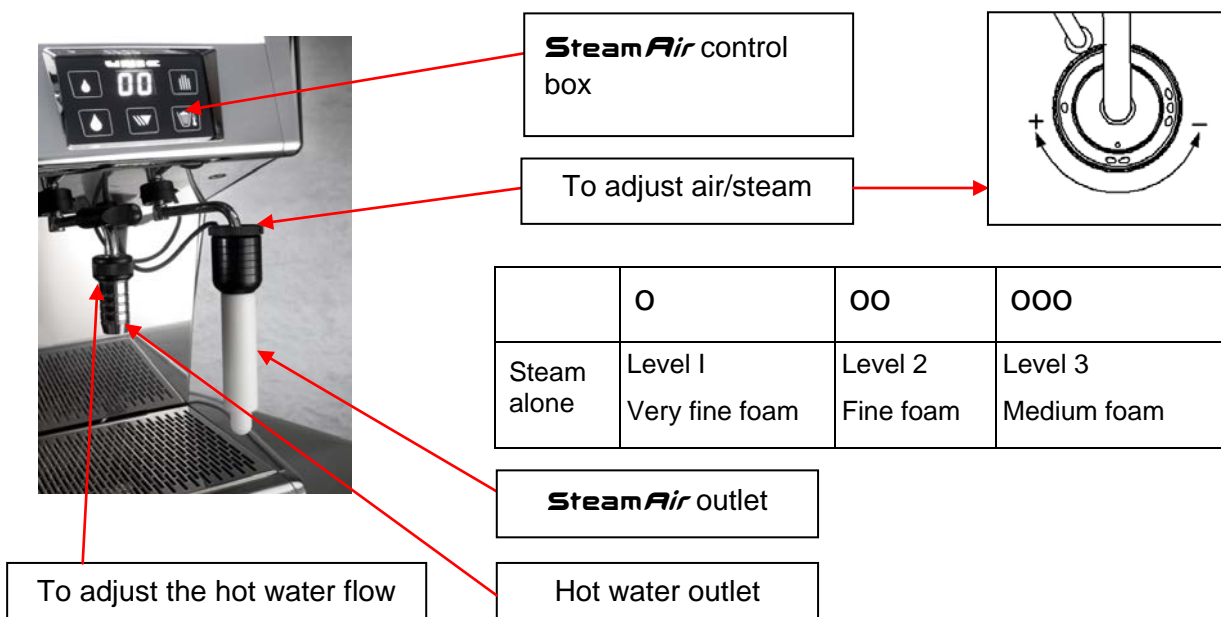 SteamAir control
box
To adjust air/steam
+ −
o oo ooo
Steam
alone
Level I
Very fine foam
Level 2
Fine foam
Level 3
Medium foam
SteamAir outlet
To adjust the hot water flow
Hot water outlet
00